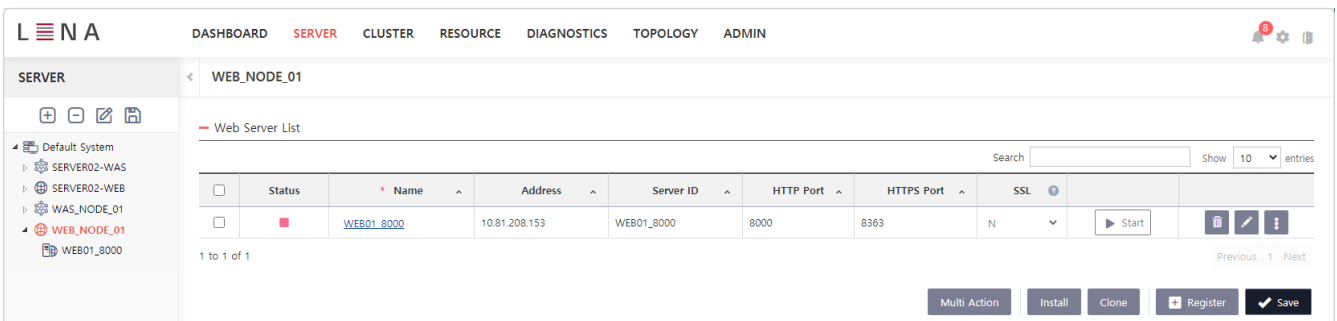 LENA
DASHBOARD SERVER CLUSTER RESOURCE DIAGNOSTICS TOPOLOGY ADMIN
8
SERVER
WEB_NODE_01
Web Server List
Default System
SERVER02-WAS
SERVER02-WEB
WAS_NODE_01
WEB_NODE_01
WEB01_8000
Search
Show 10 entries
Status * Name Address Server ID HTTP Port HTTPS Port SSL ?
WEB01_8000 10.81.208.153 WEB01_8000 8000 8363 N Start
1 to 1 of 1
Previous 1 Next
Multi Action Install Clone Register Save